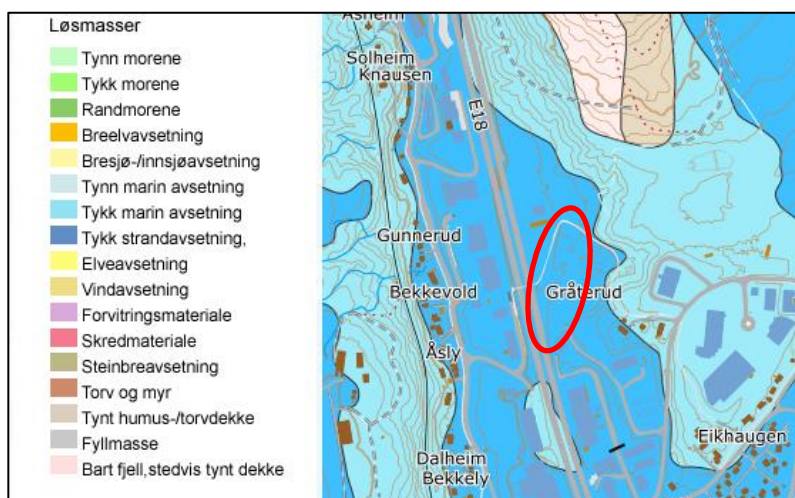 Løsmasser
Tynn morene
Tykk morene
Randmorene
Breelvavsetning
Bresjø-/innsjøavsetning
Tynn marin avsetning
Tykk marin avsetning
Tykk strandavsetning,
Elveavsetning
Vindavsetning
Forvitringsmateriale
Skredmateriale
Steinbreavsetning
Torv og myr
Tynt humus-/torvdekke
Fyllmasse
Bart fjell,stedvis tynt dekke
Åsheim
Solheim
Knausen
E18
Gunnerud
Bekkevold
Gråterud
Åsly
Eikhaugen
Dalheim
Bekkely